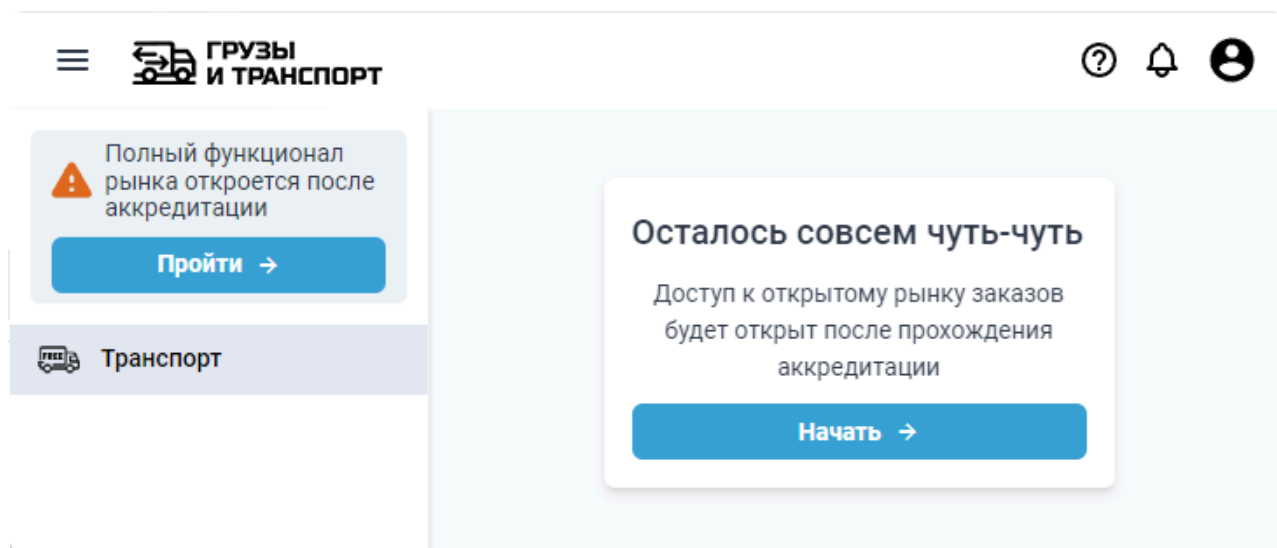 ГРУЗЫ
И ТРАНСПОРТ
Полный функционал
рынка откроется после
аккредитации
Пройти →
FREE
Транспорт
Осталось совсем чуть-чуть
Доступ к открытому рынку заказов
будет открыт после прохождения
аккредитации
Начать →